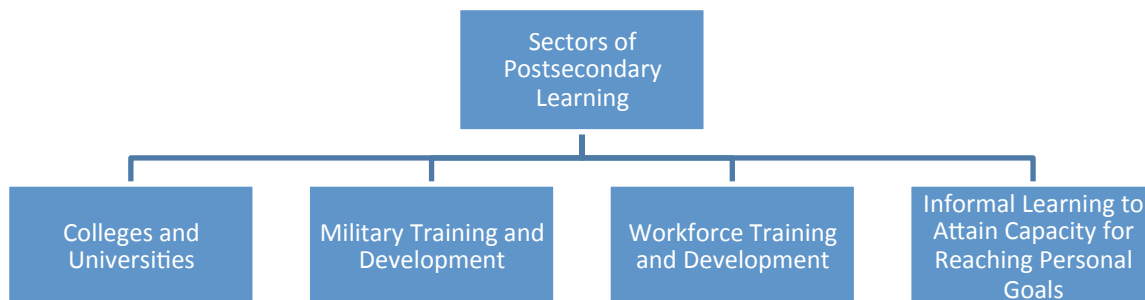 Sectors of
Postsecondary
Learning
Colleges and
Universities
Military Training and
Development
Workforce Training
and Development
Informal Learning to
Attain Capacity for
Reaching Personal
Goals